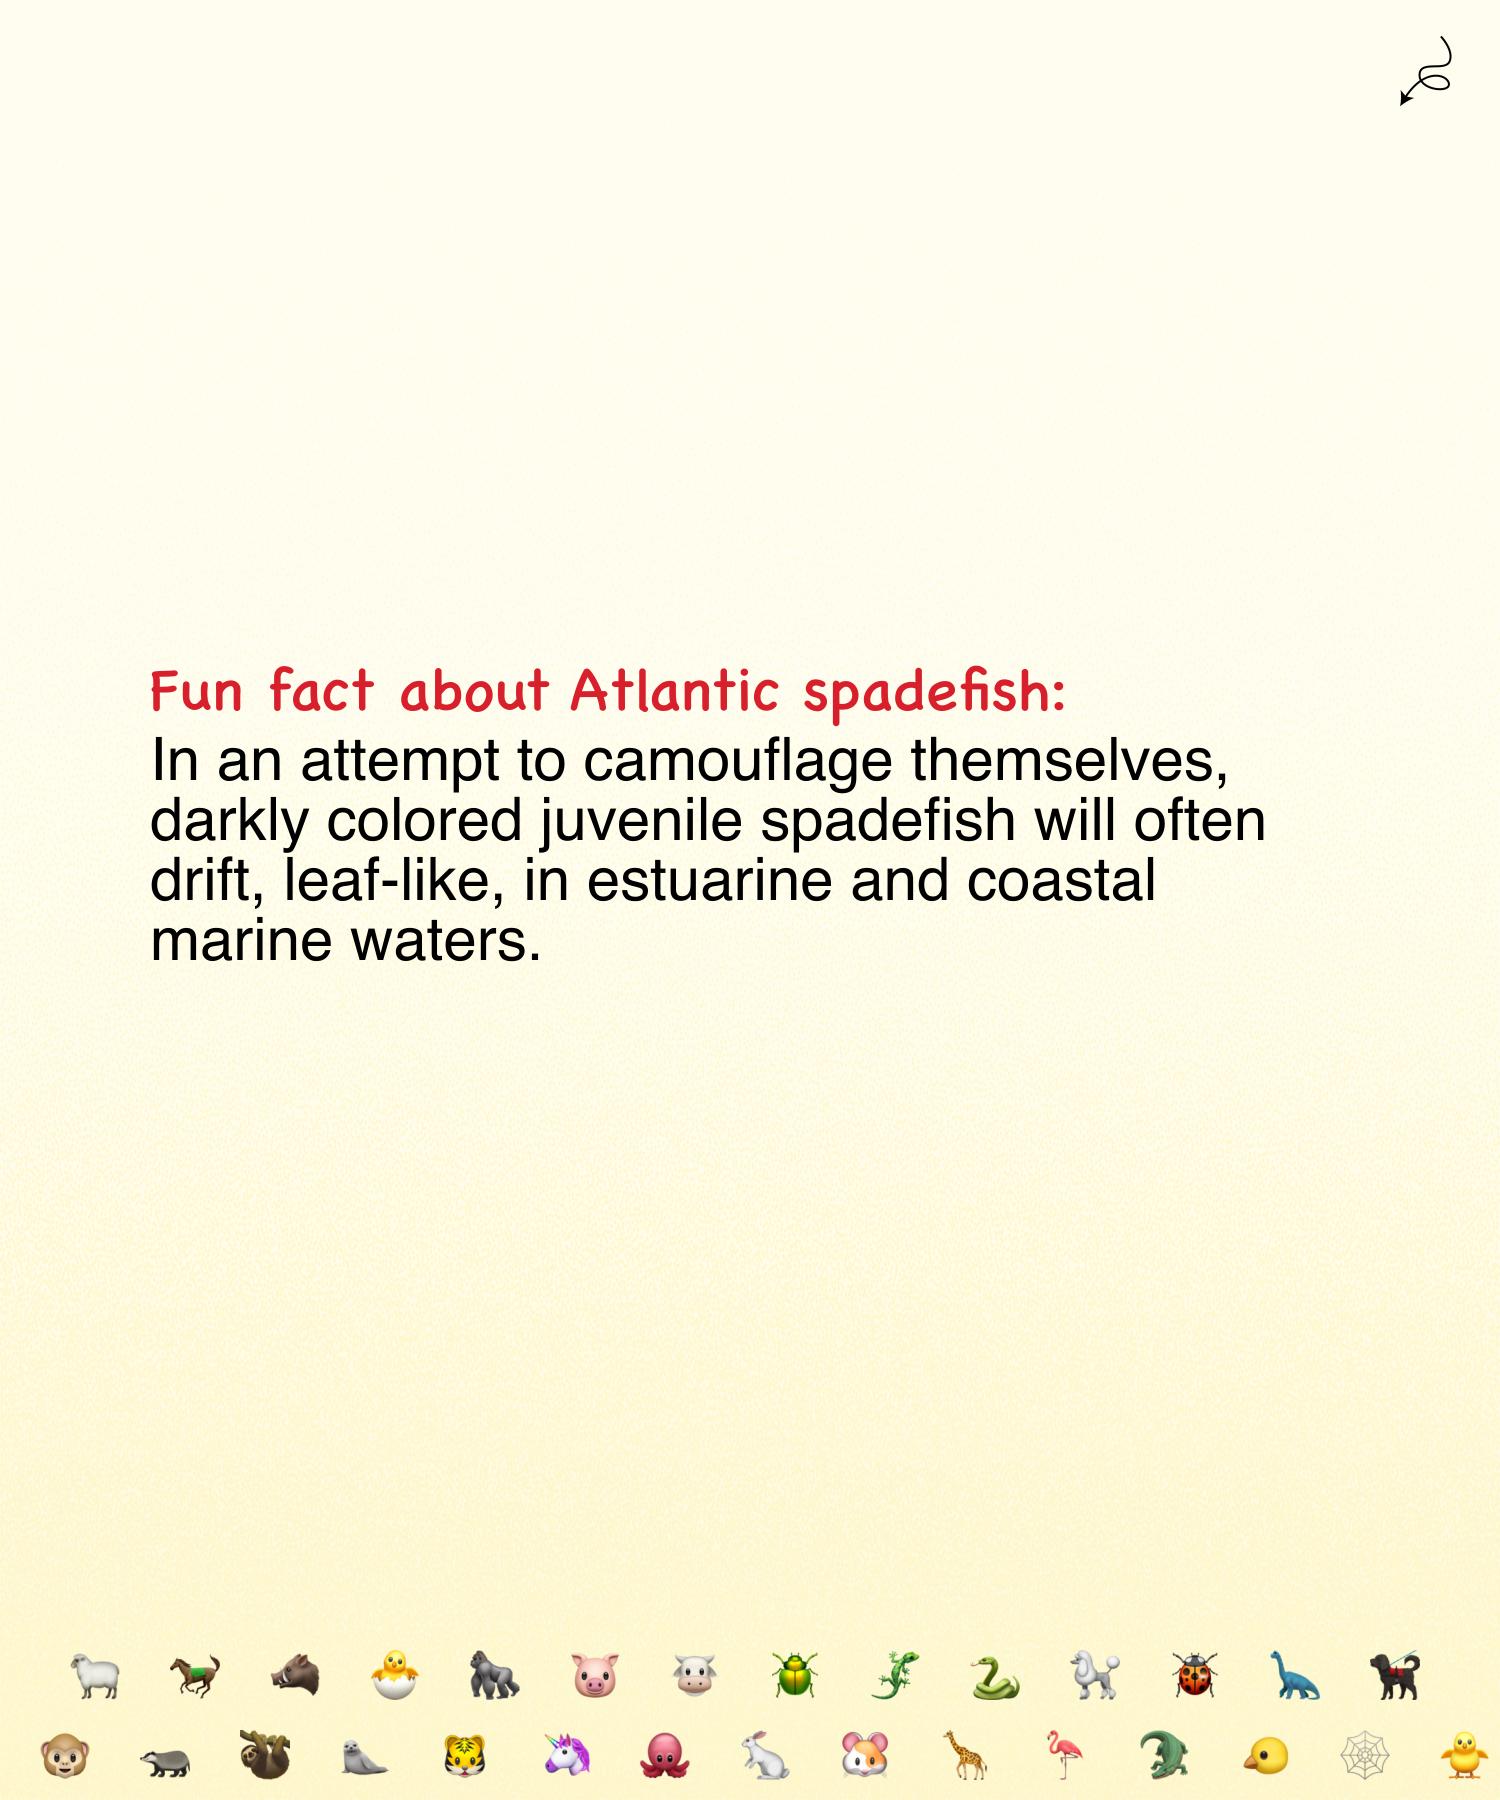 Fun fact about Atlantic spadefish:
In an attempt to camouflage themselves,
darkly colored juvenile spadefish will often
drift, leaf-like, in estuarine and coastal
marine waters.